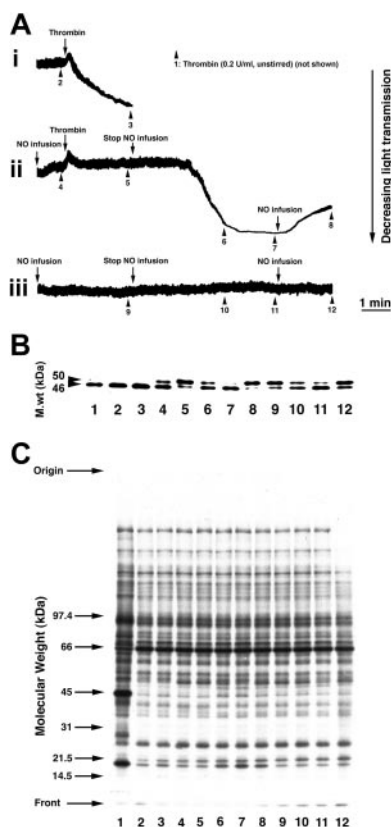 A
i
Thrombin
2
3
1: Thrombin (0.2 U/ml, unstirred) (not shown)
Decreasing light transmission
ii
NO infusion
Thrombin
Stop NO infusion
4
5
6
NO infusion
7
8
iii
NO infusion
Stop NO infusion
NO infusion
9
10
11
12
1 min
B
M.wt (kDa)
50
46
1 2 3 4 5 6 7 8 9 10 11 12
C
Origin
Molecular Weight (kDa)
97.4
66
45
31
21.5
14.5
Front
1 2 3 4 5 6 7 8 9 10 11 12